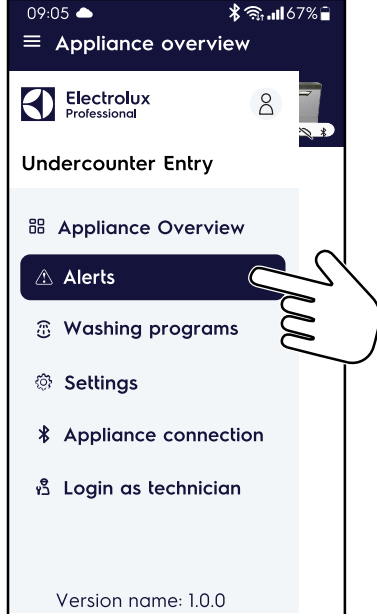 09:05 67%
Appliance overview
Electrolux
Professional
Undercounter Entry
Appliance Overview
Alerts
Washing programs
Settings
Appliance connection
Login as technician
Version name: 1.0.0